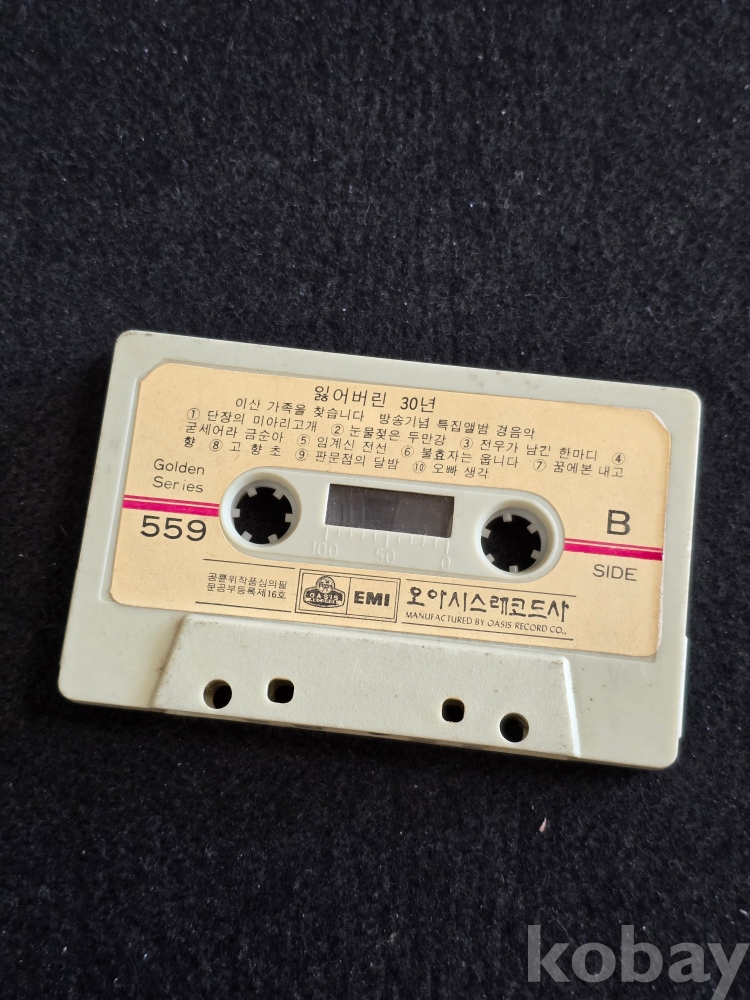 잃어버린 30년
이산 가족을 찾습니다 방송기념 특집앨범 경음악
① 단장의 미아리고개 ② 눈물젖은 두만강 ③ 전우가 남긴 한마디 ④
굳세어라 금순아 ⑤ 임계신 전선 ⑥ 불효자는 웁니다 ⑦ 꿈에본 내고
향 ⑧ 고 향 초 ⑨ 판문점의 달밤 ⑩ 오빠 생각
Golden
Series
559
B
SIDE
100 50 0
공륜위작품심의필
문공부등록제16호
OASIS
RECORDS
EMI
오아시스레코드사
MANUFACTURED BY OASIS RECORD CO.,
kobay